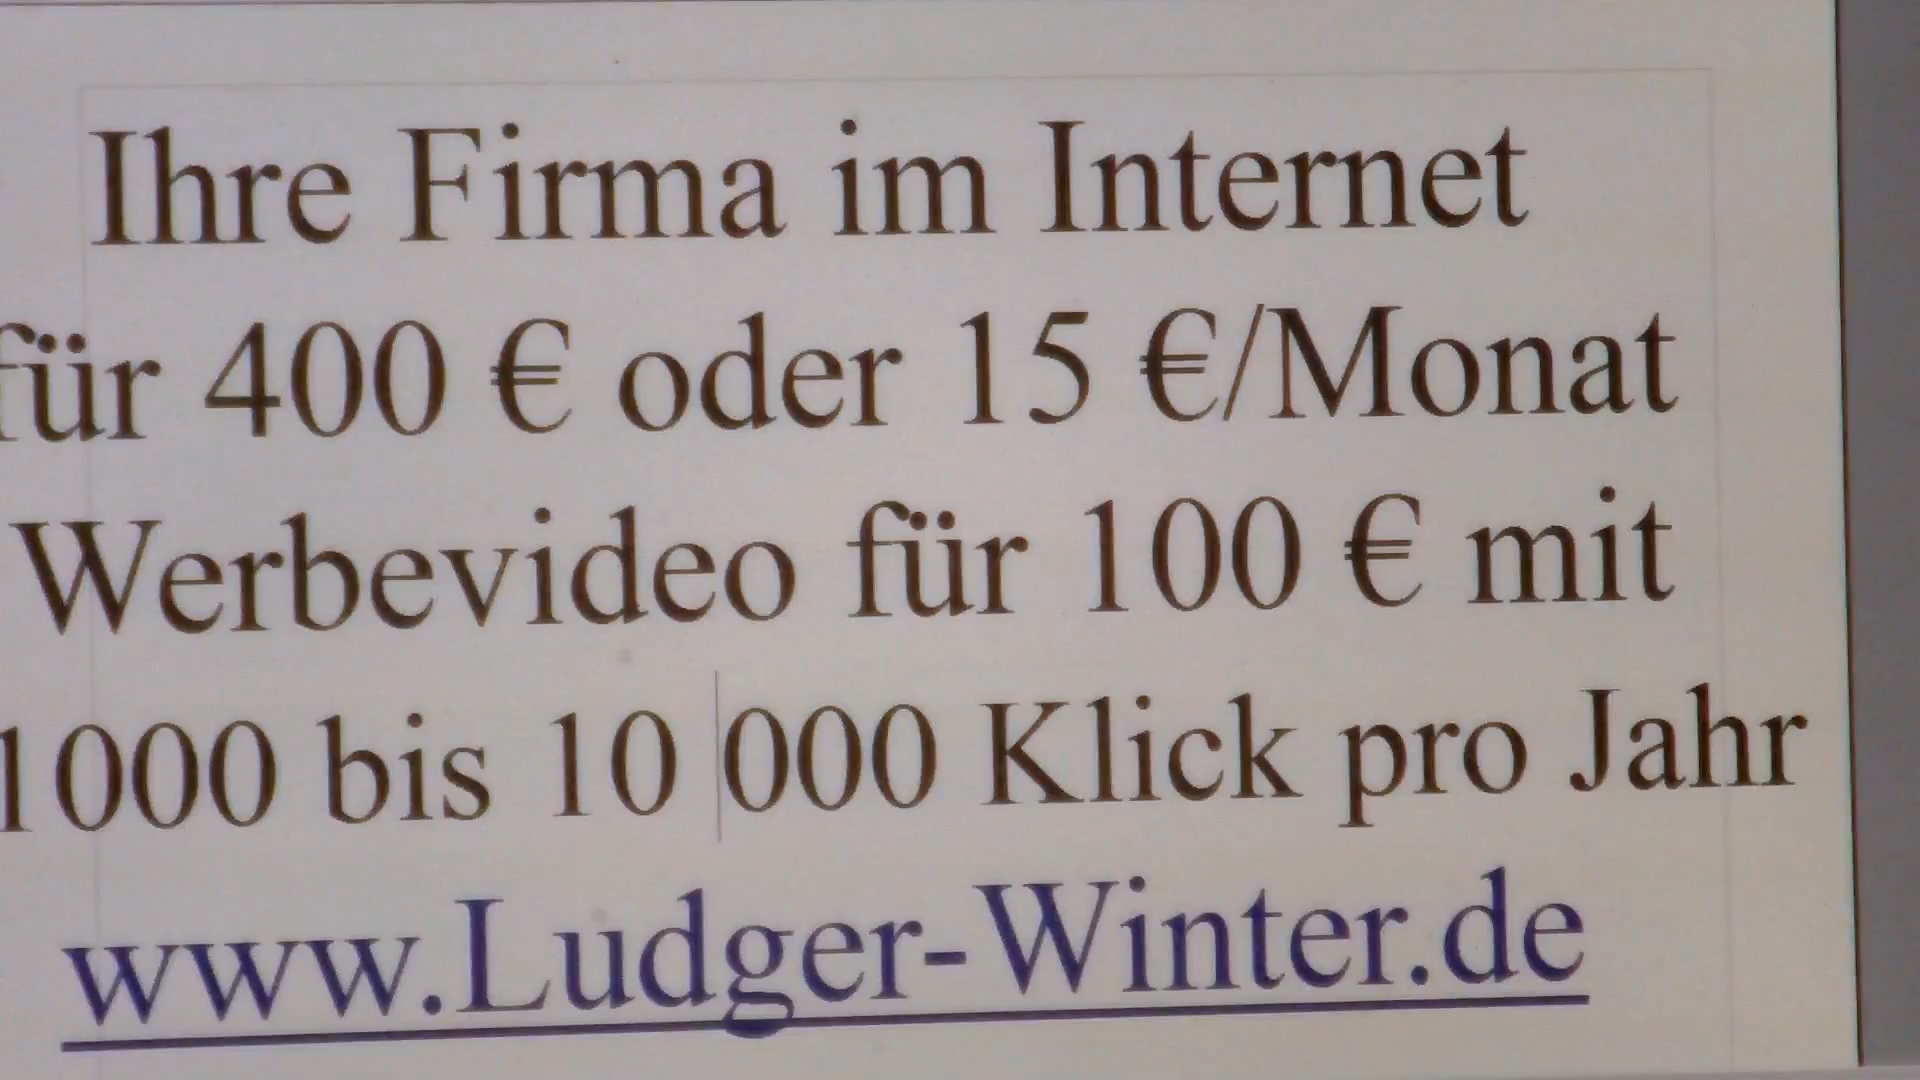 Ihre Firma im Internet
für 400 € oder 15 €/Monat
Werbevideo für 100 € mit
1000 bis 10 000 Klick pro Jahr
www.Ludger-Winter.de